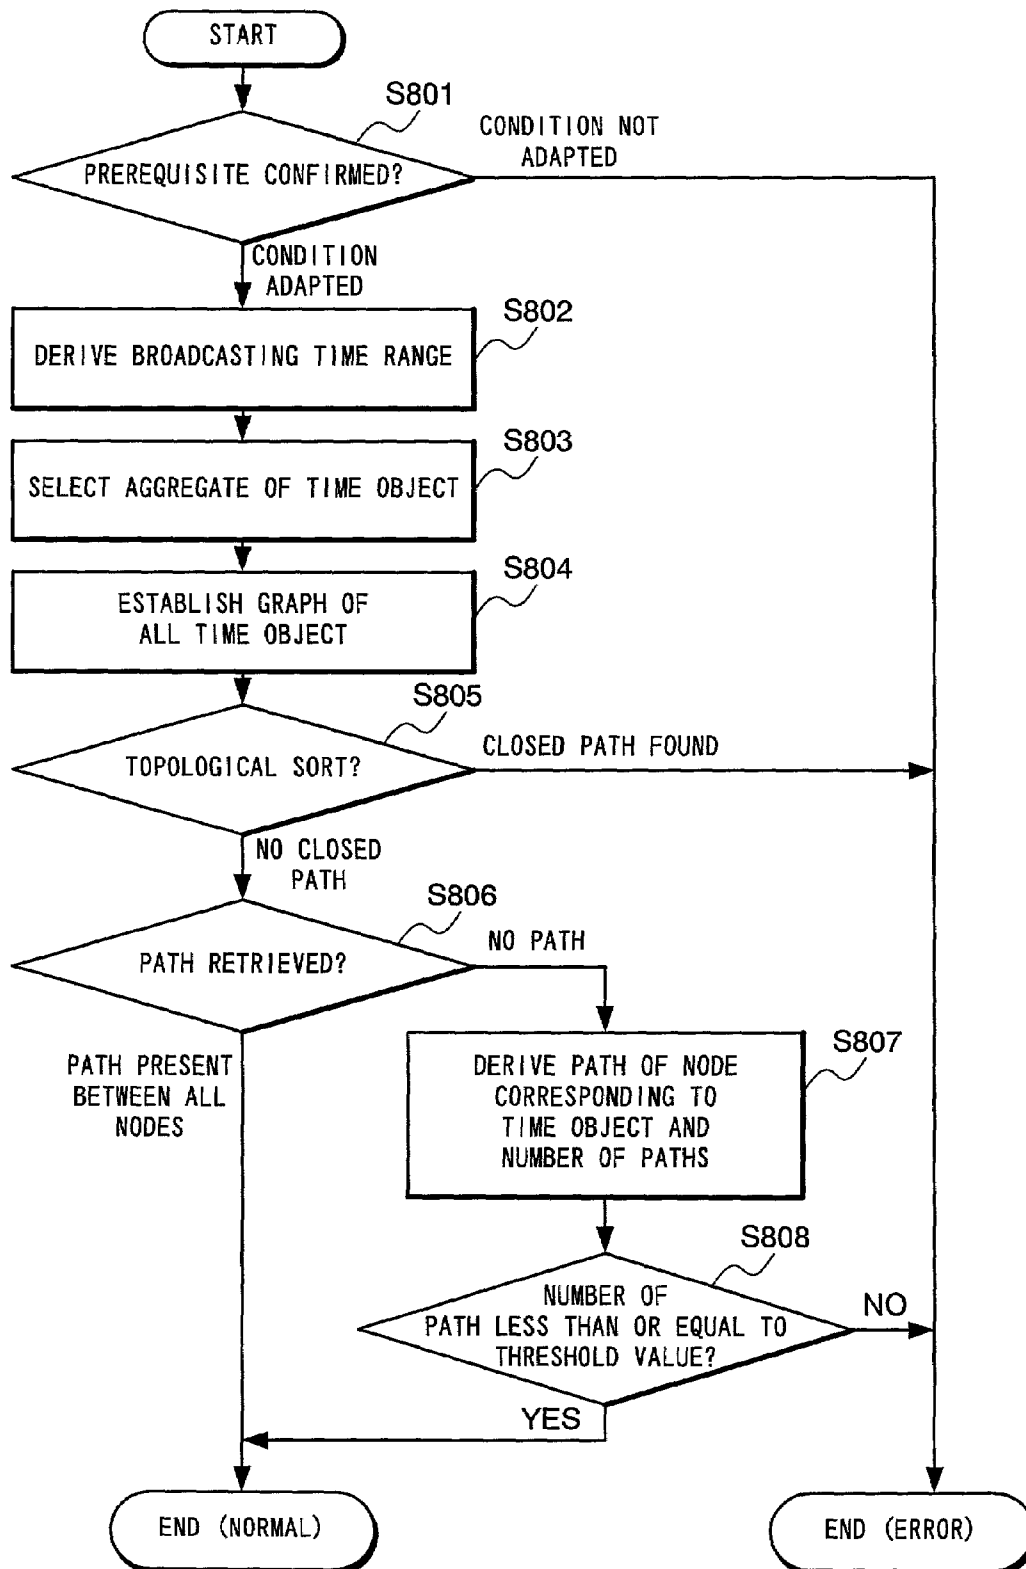 START
S801
CONDITION NOT
ADAPTED
PREREQUISITE CONFIRMED?
CONDITION
ADAPTED
S802
DERIVE BROADCASTING TIME RANGE
S803
SELECT AGGREGATE OF TIME OBJECT
S804
ESTABLISH GRAPH OF
ALL TIME OBJECT
S805
CLOSED PATH FOUND
TOPOLOGICAL SORT?
NO CLOSED
PATH
S806
NO PATH
PATH RETRIEVED?
PATH PRESENT
BETWEEN ALL
NODES
S807
DERIVE PATH OF NODE
CORRESPONDING TO
TIME OBJECT AND
NUMBER OF PATHS
S808
NUMBER OF
PATH LESS THAN OR EQUAL TO
THRESHOLD VALUE?
NO
YES
END (NORMAL)
END (ERROR)